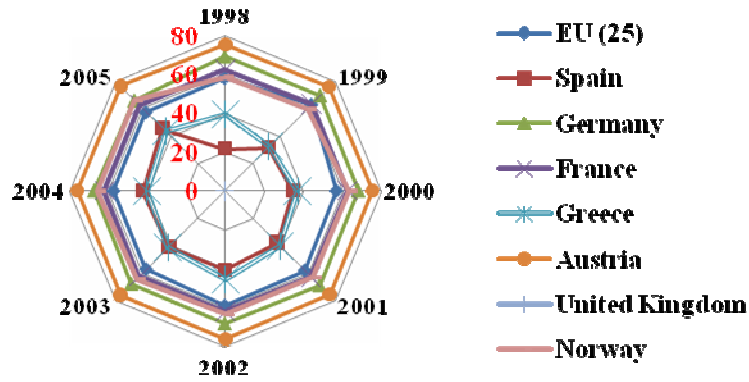 1998
80
2005
60
1999
40
20
2004
0
2000
2003
2001
2002
EU (25)
Spain
Germany
France
Greece
Austria
United Kingdom
Norway